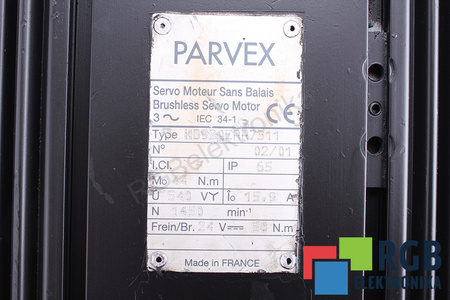 PARVEX
Servo Moteur Sans Balais
Brushless Servo Motor
3 ~ IEC 34-1 CE
Type
N° 02/01
I.Cl. IP 65
Mo N.m
U 540 V Îo 15.9 A
N 1450 min⁻¹
Frein/Br. 24 V N.m
Made in FRANCE
RGB
ELEKTRONIKA